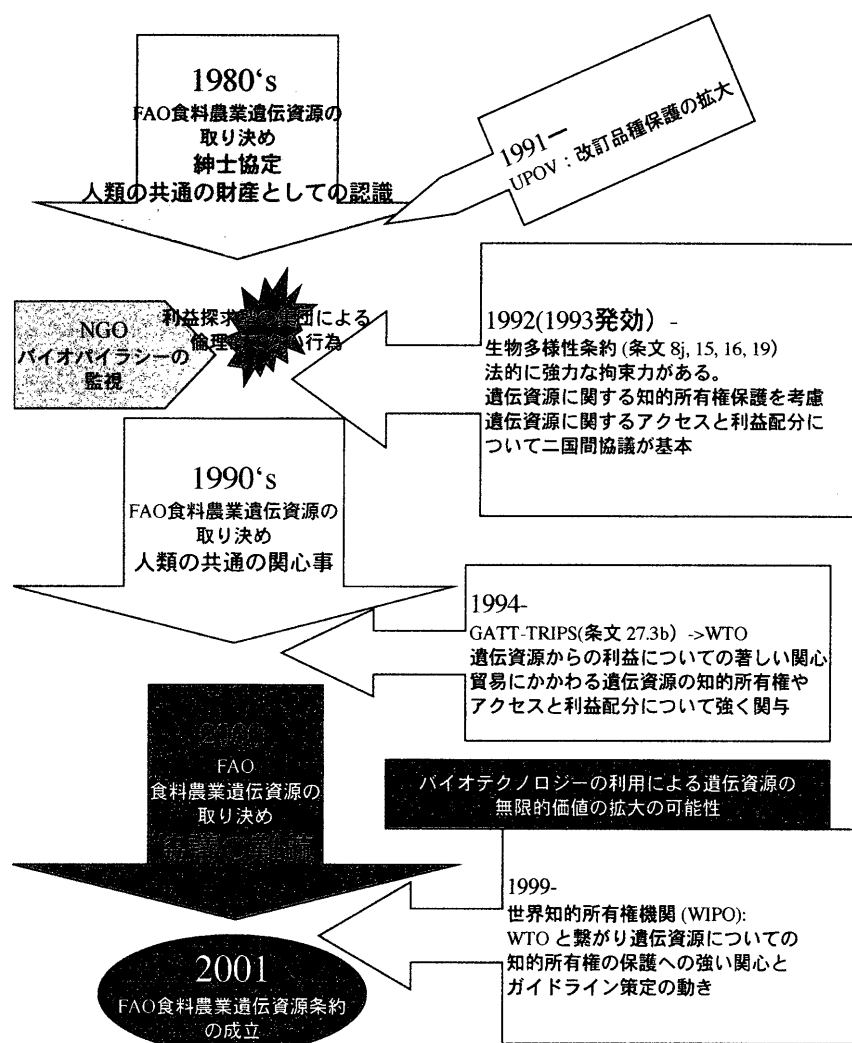 1980‘s
FAO食料農業遺伝資源の
取り決め
紳士協定
人類の共通の財産としての認識
1991ー
UPOV：改訂品種保護の拡大
NGO
バイオパイラシーの
監視
利益探求 集団による
倫理 行為
1992(1993発効） -
生物多様性条約 (条文 8j, 15, 16, 19)
法的に強力な拘束力がある。
遺伝資源に関する知的所有権保護を考慮
遺伝資源に関するアクセスと利益配分に
ついて二国間協議が基本
1990‘s
FAO食料農業遺伝資源の
取り決め
人類の共通の関心事
1994-
GATT-TRIPS(条文 27.3b） ->WTO
遺伝資源からの利益についての著しい関心
貿易にかかわる遺伝資源の知的所有権や
アクセスと利益配分について強く関与
FAO
食料農業遺伝資源の
取り決め
バイオテクノロジーの利用による遺伝資源の
無限的価値の拡大の可能性
1999-
世界知的所有権機関 (WIPO):
WTO と繋がり遺伝資源についての
知的所有権の保護への強い関心と
ガイドライン策定の動き
2001
FAO食料農業遺伝資源条約
の成立